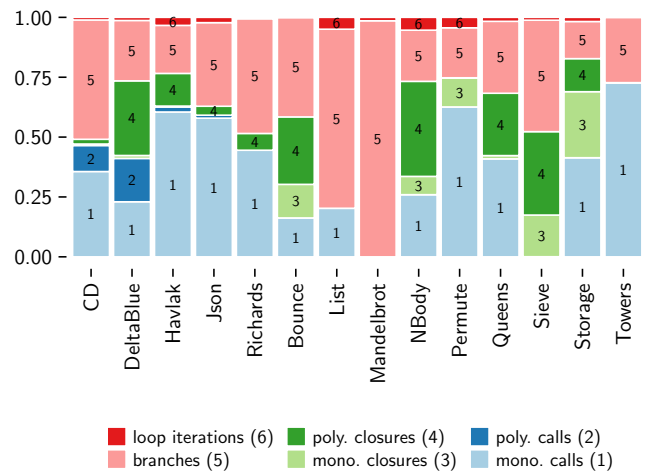 1.00
0.75
0.50
0.25
0.00
5 2 1
5 4 2 1
6 5 4 1
5 4 1
5 4 1
5 4 3 1
6 5 1
5
6 5 4 3 1
6 5 3 1
5 4 1
5 4 3
5 4 3 1
5 1
CD
DeltaBlue
Havlak
Json
Richards
Bounce
List
Mandelbrot
NBody
Permute
Queens
Sieve
Storage
Towers
loop iterations (6)
branches (5)
poly. closures (4)
mono. closures (3)
poly. calls (2)
mono. calls (1)